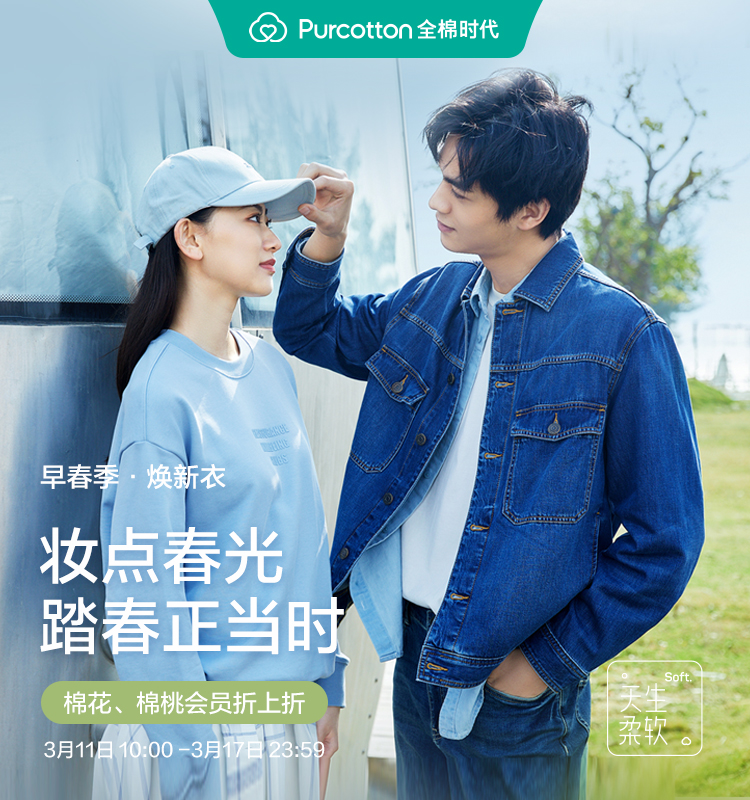 Purcotton 全棉时代
早春季·焕新衣
妆点春光
踏春正当时
棉花、棉桃会员折上折
3月11日 10:00 –3月17日 23:59
Soft.
天生
柔软